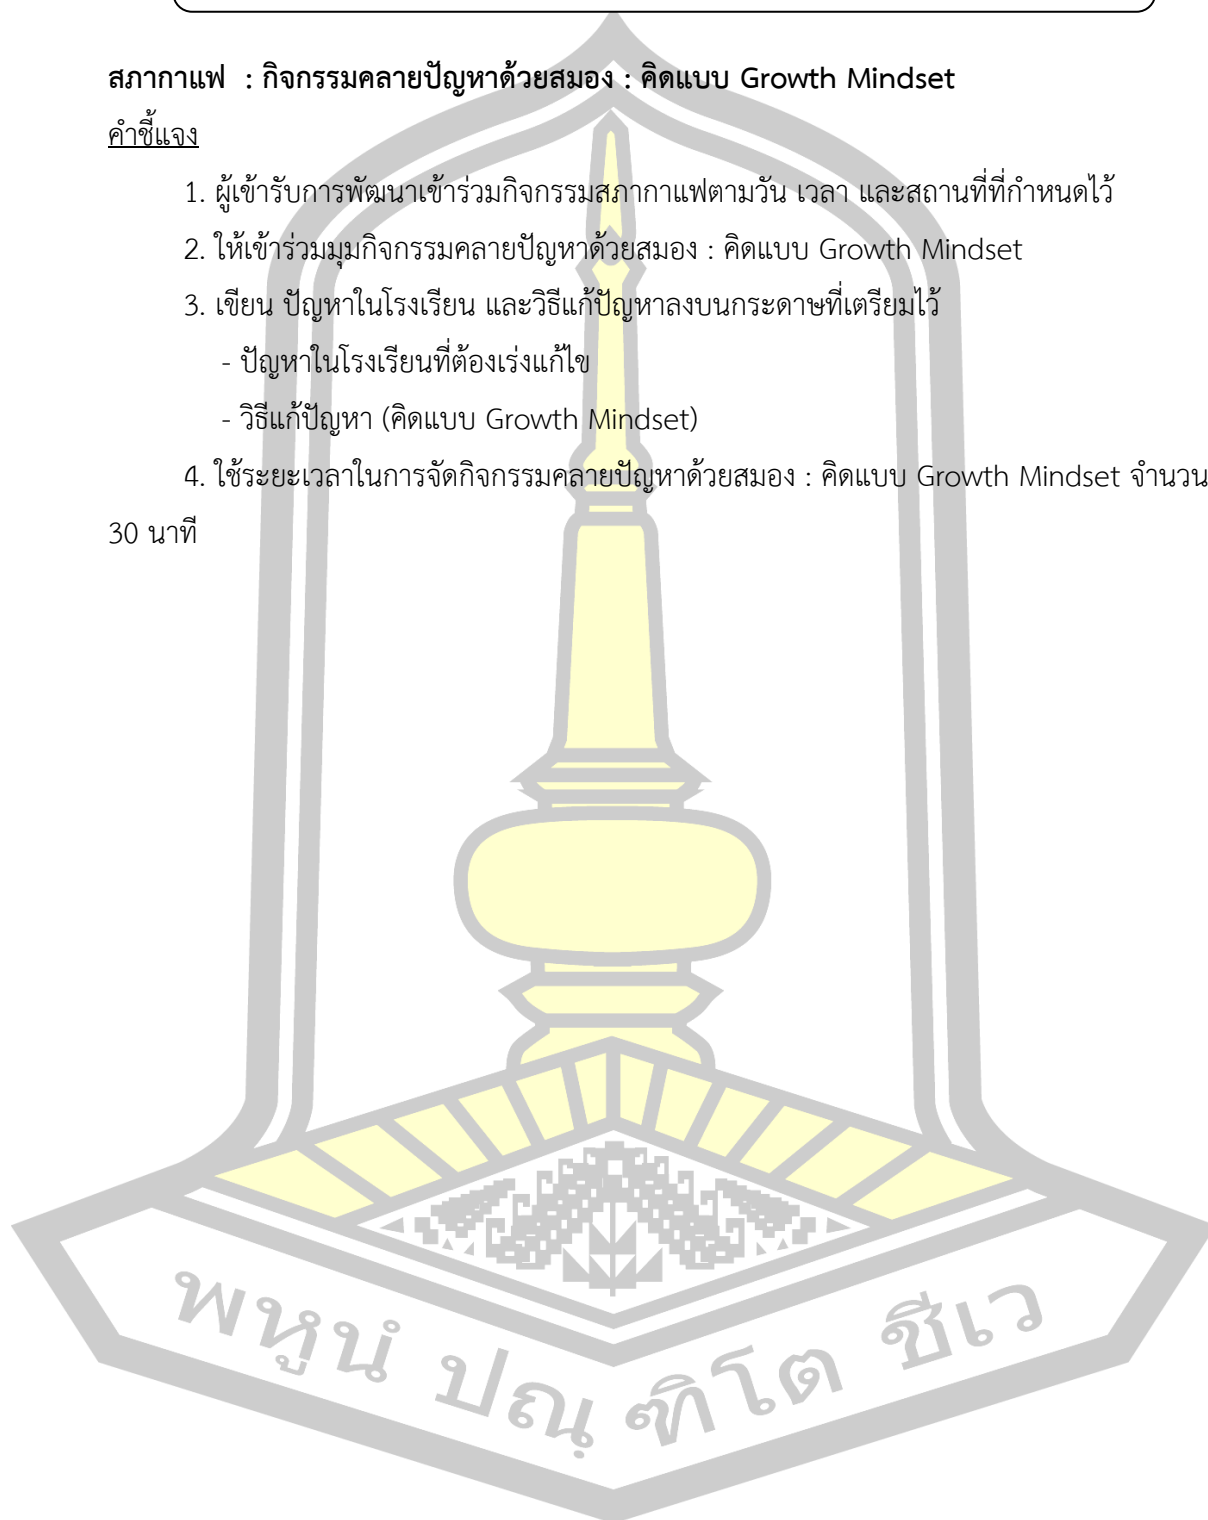 สภากาแฟ : กิจกรรมคลายปัญหาด้วยสมอง : คิดแบบ Growth Mindset
คำชี้แจง
1. ผู้เข้ารับการพัฒนาเข้าร่วมกิจกรรมสภากาแฟตามวัน เวลา และสถานที่ที่กำหนดไว้
2. ให้เข้าร่วมมุมกิจกรรมคลายปัญหาด้วยสมอง : คิดแบบ Growth Mindset
3. เขียน ปัญหาในโรงเรียน และวิธีแก้ปัญหาลงบนกระดาษที่เตรียมไว้
- ปัญหาในโรงเรียนที่ต้องเร่งแก้ไข
- วิธีแก้ปัญหา (คิดแบบ Growth Mindset)
4. ใช้ระยะเวลาในการจัดกิจกรรมคลายปัญหาด้วยสมอง : คิดแบบ Growth Mindset จำนวน
30 นาที
พหูนํ ปณฺฑิโต ชีเว